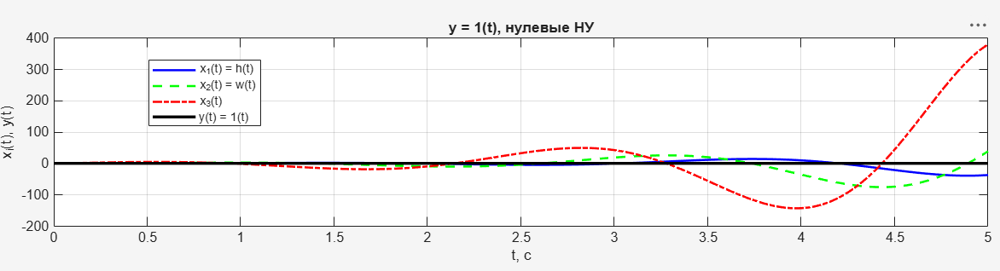 y = 1(t), нулевые НУ
x₁(t) = h(t)
x₂(t) = w(t)
x₃(t)
y(t) = 1(t)
xᵢ(t), y(t)
400
300
200
100
0
-100
-200
0 0.5 1 1.5 2 2.5 3 3.5 4 4.5 5
t, c